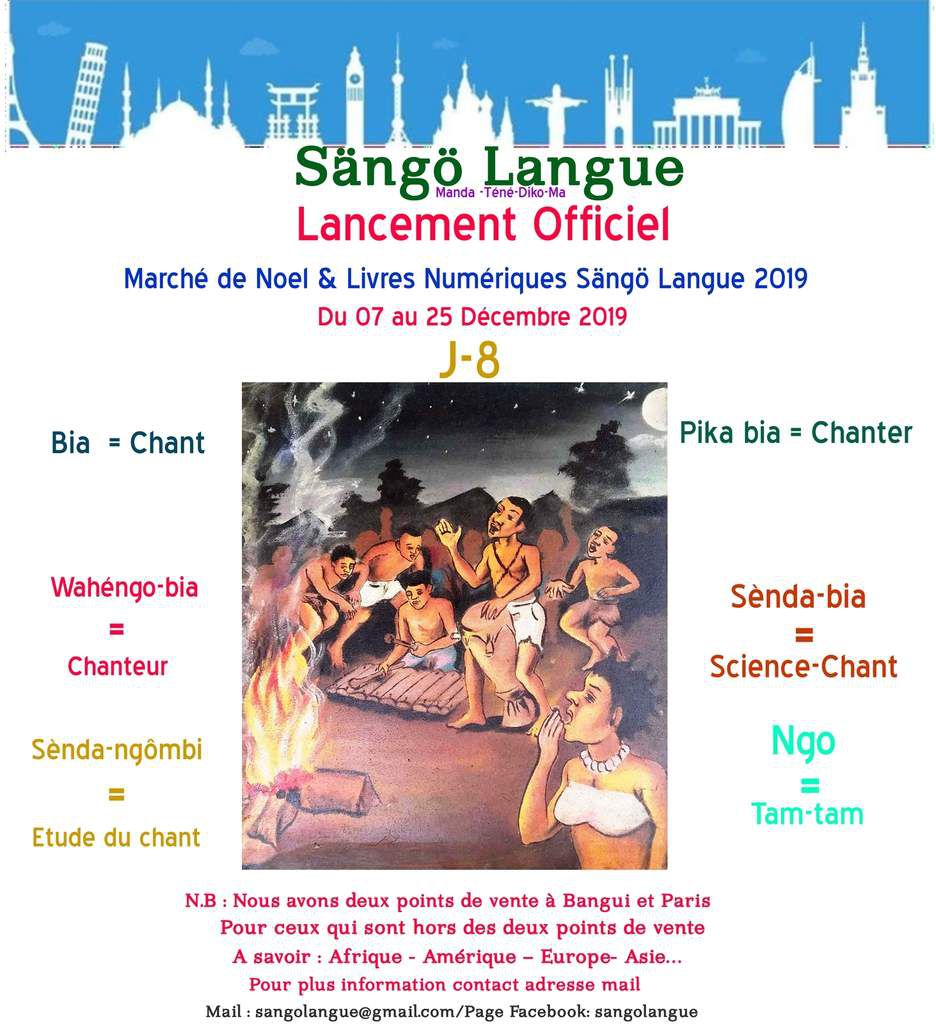 Sängö Langue
Manda -Téné-Diko-Ma
Lancement Officiel
Marché de Noel & Livres Numériques Sängö Langue 2019
Du 07 au 25 Décembre 2019
J-8
Bia = Chant
Pika bia = Chanter
Wahéngo-bia
=
Chanteur
Sènda-bia
=
Science-Chant
Sènda-ngômbi
=
Etude du chant
Ngo
=
Tam-tam
N.B : Nous avons deux points de vente à Bangui et Paris
Pour ceux qui sont hors des deux points de vente
A savoir : Afrique - Amérique – Europe- Asie...
Pour plus information contact adresse mail
Mail : sangolangue@gmail.com/Page Facebook: sangolangue